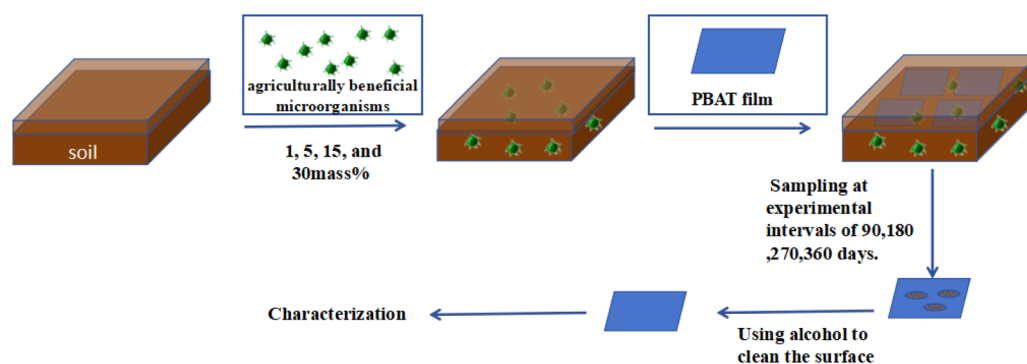 agriculturally beneficial
microorganisms
PBAT film
soil
1, 5, 15, and
30mass%
Sampling at
experimental
intervals of 90,180
,270,360 days.
Characterization
Using alcohol to
clean the surface